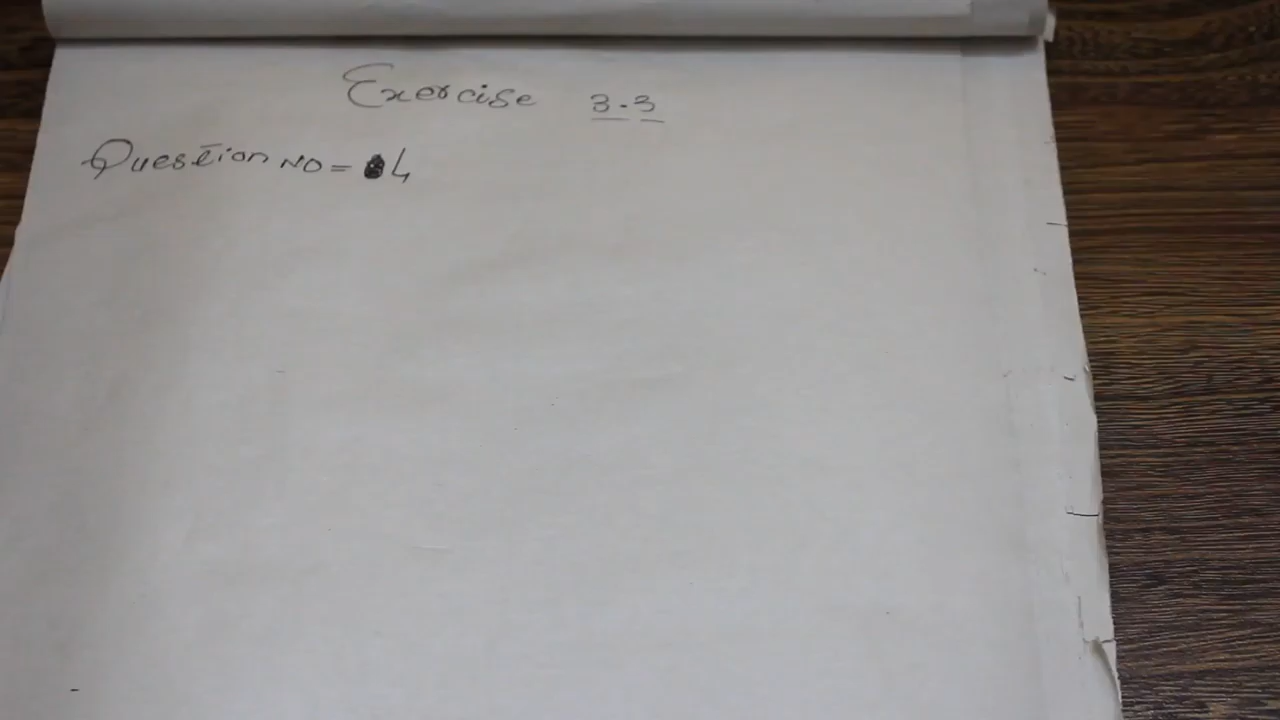 Exercise 3.3
Question NO = 4